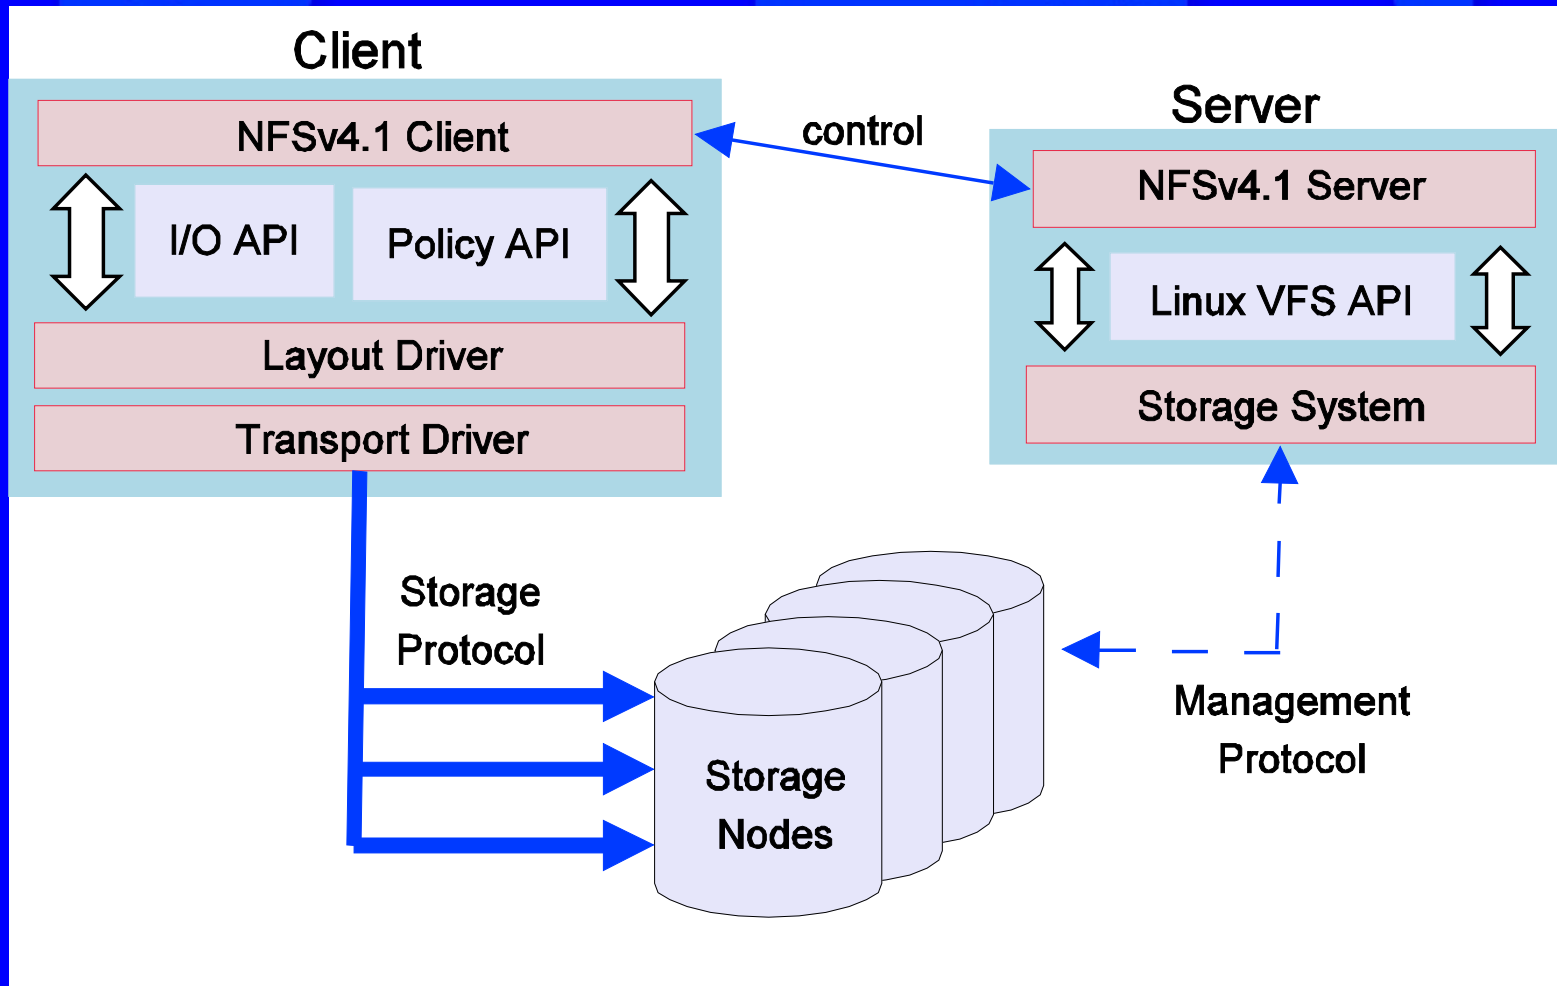 Client
NFSv4.1 Client
I/O API
Policy API
Layout Driver
Transport Driver
control
Server
NFSv4.1 Server
Linux VFS API
Storage System
Storage
Protocol
Storage
Nodes
Management
Protocol